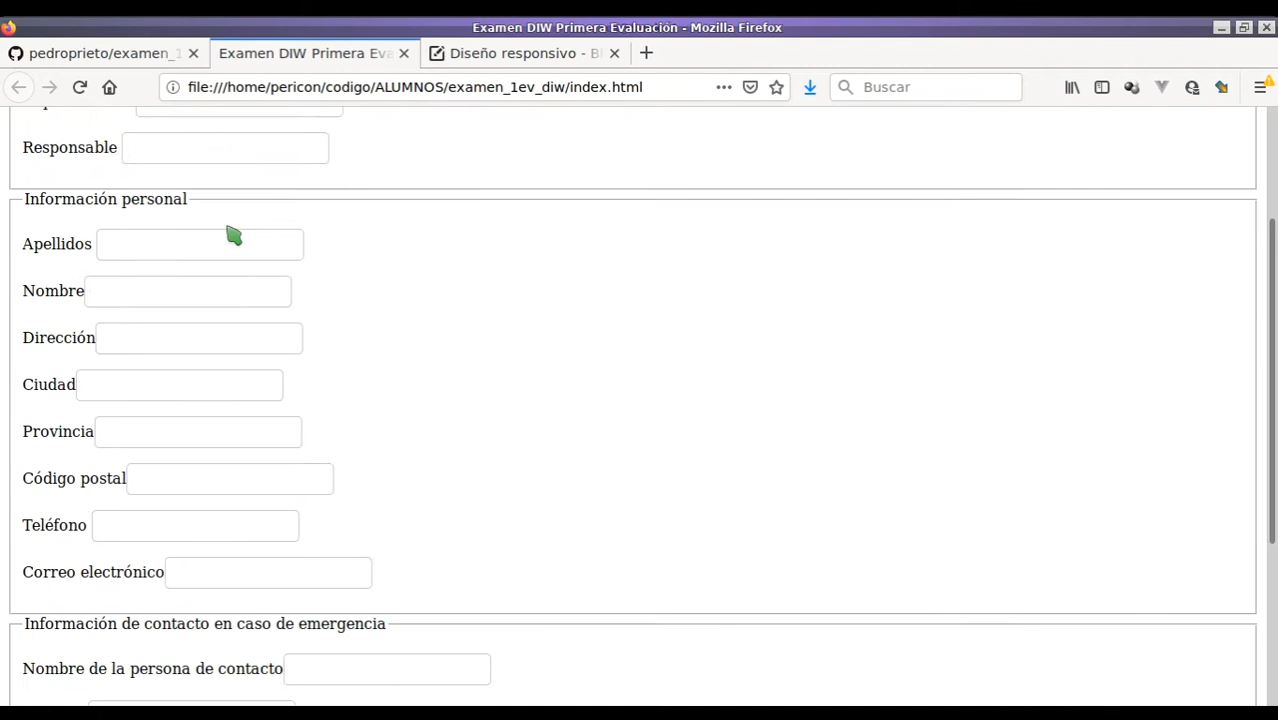 Examen DIW Primera Evaluación - Mozilla Firefox
pedroprieto/examen_1
Examen DIW Primera Eva
Diseño responsivo - B
file:///home/pericon/codigo/ALUMNOS/examen_1ev_diw/index.html
Buscar
Responsable
Información personal
Apellidos
Nombre
Dirección
Ciudad
Provincia
Código postal
Teléfono
Correo electrónico
Información de contacto en caso de emergencia
Nombre de la persona de contacto